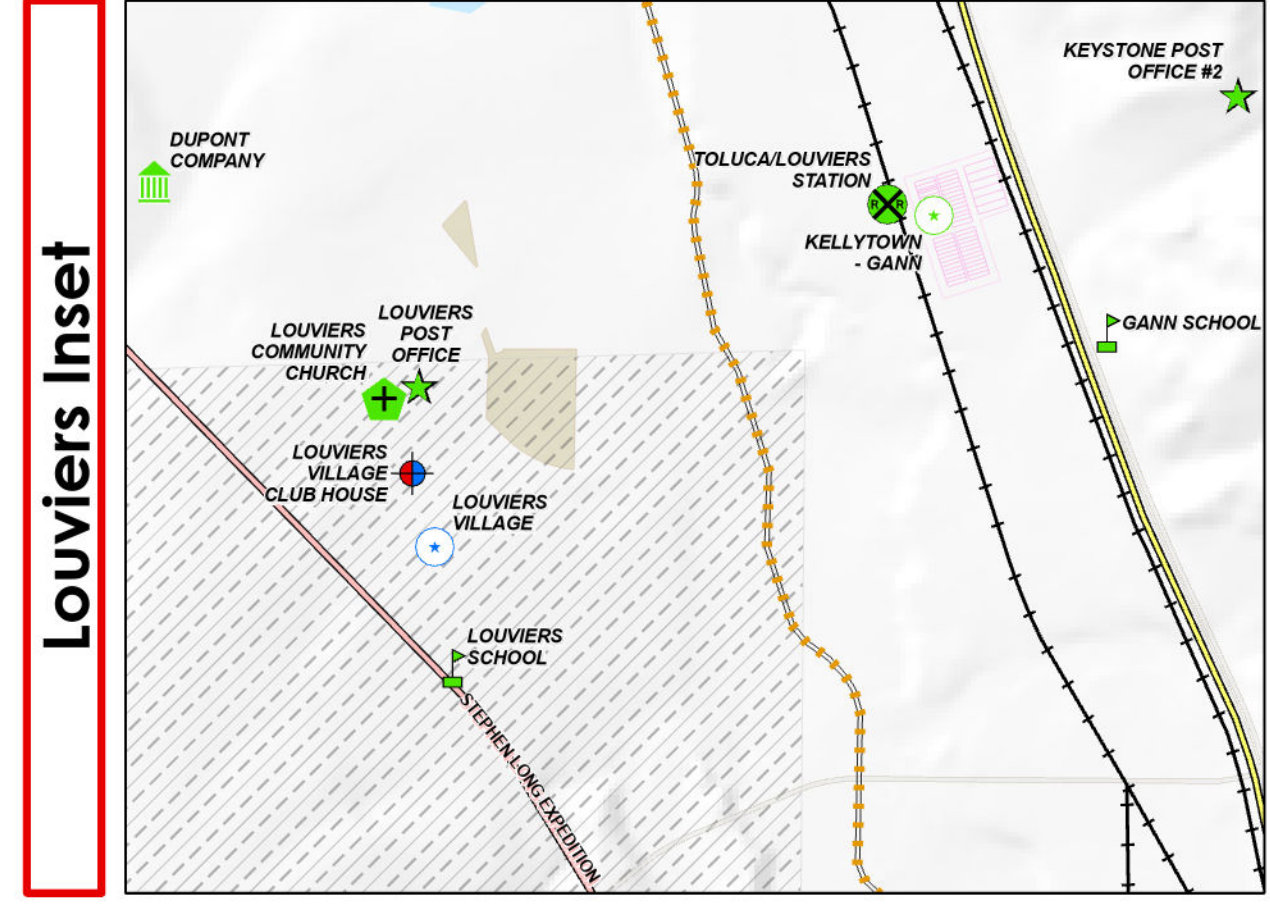 Louviers Inset
KEYSTONE POST
OFFICE #2
DUPONT
COMPANY
TOLUCA/LOUVIERS
STATION
R R
KELLYTOWN
- GANN
LOUVIERS
POST
OFFICE
LOUVIERS
COMMUNITY
CHURCH
GANN SCHOOL
LOUVIERS
VILLAGE
CLUB HOUSE
LOUVIERS
VILLAGE
LOUVIERS
SCHOOL
STEPHEN LONG EXPEDITION